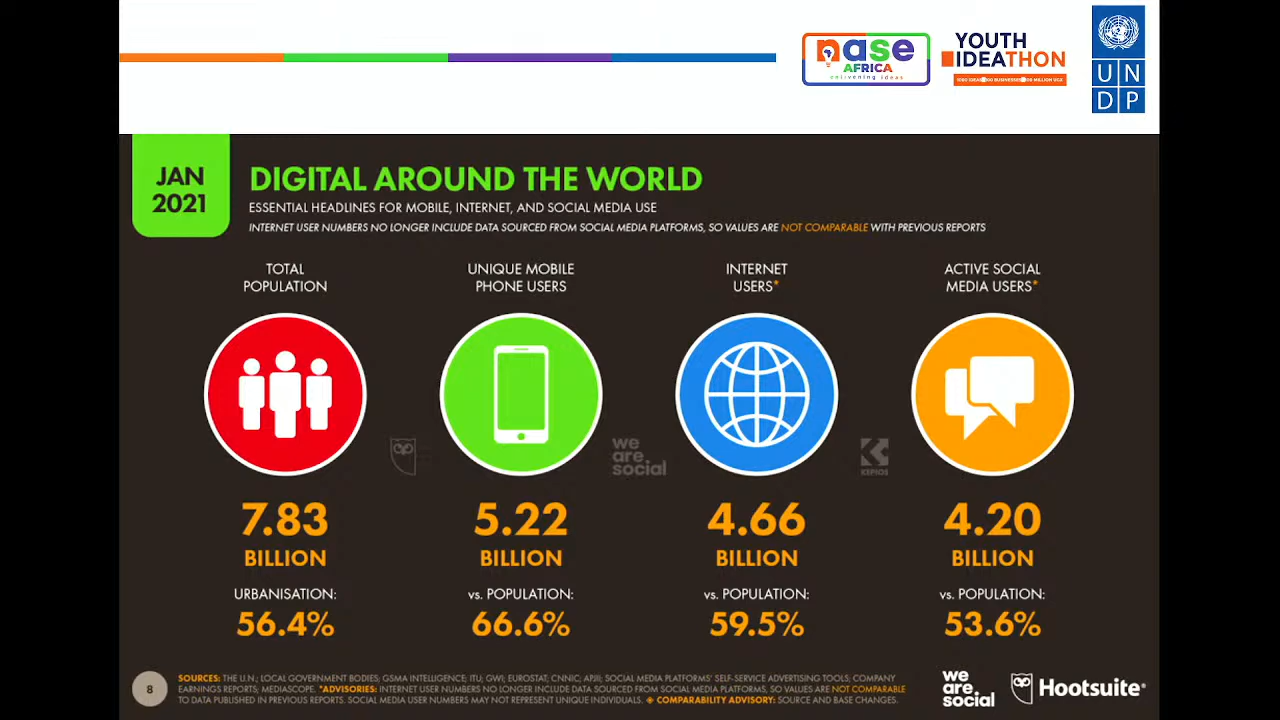 nase
AFRICA
enlivening ideas
YOUTH
IDEATHON
UN
DP
JAN
2021
DIGITAL AROUND THE WORLD
ESSENTIAL HEADLINES FOR MOBILE, INTERNET, AND SOCIAL MEDIA USE
INTERNET USER NUMBERS NO LONGER INCLUDE DATA SOURCED FROM SOCIAL MEDIA PLATFORMS, SO VALUES ARE NOT COMPARABLE WITH PREVIOUS REPORTS
TOTAL
POPULATION
UNIQUE MOBILE
PHONE USERS
INTERNET
USERS*
ACTIVE SOCIAL
MEDIA USERS*
we
are
social
KEPIOS
7.83
BILLION
URBANISATION:
56.4%
5.22
BILLION
vs. POPULATION:
66.6%
4.66
BILLION
vs. POPULATION:
59.5%
4.20
BILLION
vs. POPULATION:
53.6%
8
SOURCES: THE U.N.; LOCAL GOVERNMENT BODIES; GSMA INTELLIGENCE; ITU; GWI; EUROSTAT; CNNIC; APJII; SOCIAL MEDIA PLATFORMS' SELF-SERVICE ADVERTISING TOOLS; COMPANY
EARNINGS REPORTS; MEDIASCOPE. *ADVISORIES: INTERNET USER NUMBERS NO LONGER INCLUDE DATA SOURCED FROM SOCIAL MEDIA PLATFORMS, SO VALUES ARE NOT COMPARABLE
TO DATA PUBLISHED IN PREVIOUS REPORTS. SOCIAL MEDIA USER NUMBERS MAY NOT REPRESENT UNIQUE INDIVIDUALS. COMPARABILITY ADVISORY: SOURCE AND BASE CHANGES.
we
are
social
Hootsuite®